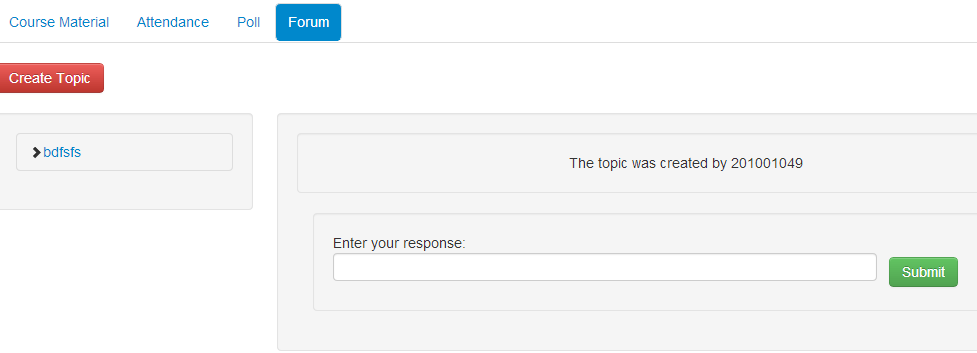 Course Material Attendance Poll Forum
Create Topic
bdfsfs
The topic was created by 201001049
Enter your response:
Submit